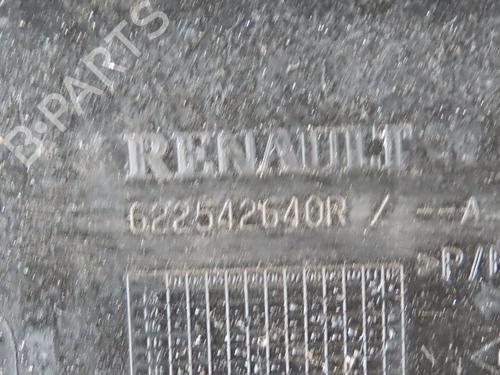 B-PARTS
RENAULT
622542640R / --A
>P/